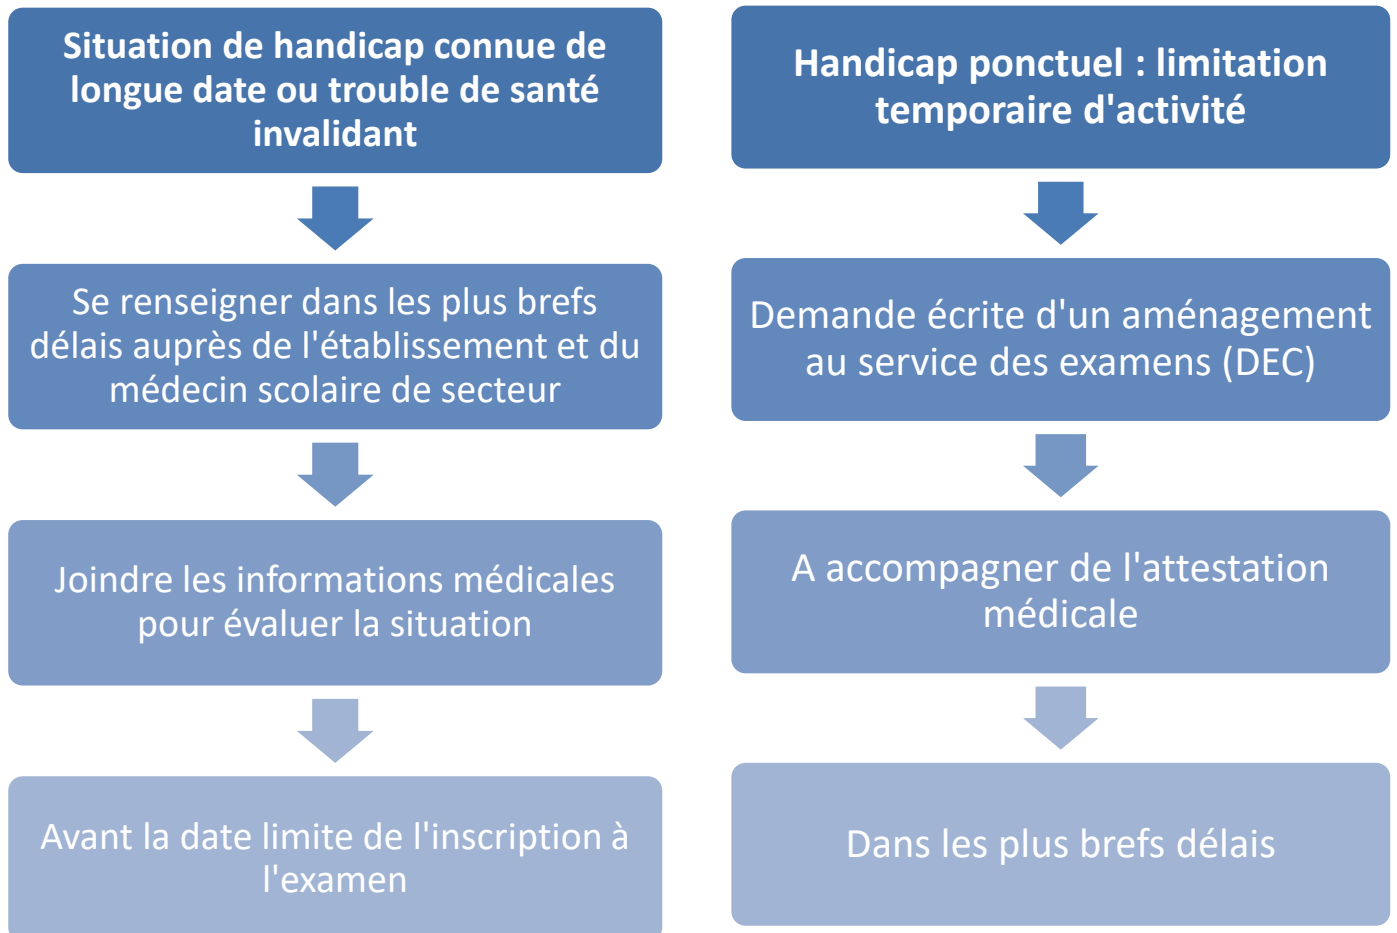 Situation de handicap connue de
longue date ou trouble de santé
invalidant
Se renseigner dans les plus brefs
délais auprès de l'établissement et du
médecin scolaire de secteur
Joindre les informations médicales
pour évaluer la situation
Avant la date limite de l'inscription à
l'examen
Handicap ponctuel : limitation
temporaire d'activité
Demande écrite d'un aménagement
au service des examens (DEC)
A accompagner de l'attestation
médicale
Dans les plus brefs délais